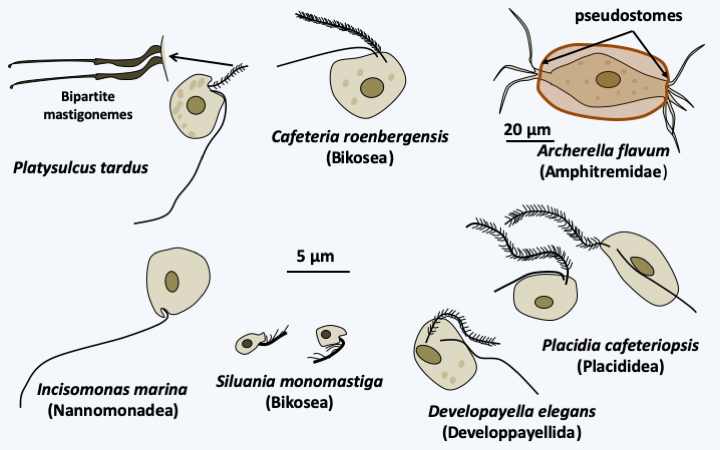 pseudostomes
Bipartite
mastigonemes
Platysulcus tardus
Cafeteria roenbergensis
(Bikosea)
20 µm
Archerella flavum
(Amphitremidae)
5 µm
Incisomonas marina
(Nannomonadea)
Siluania monomastiga
(Bikosea)
Placidia cafeteriopsis
(Placididea)
Developayella elegans
(Developpayellida)